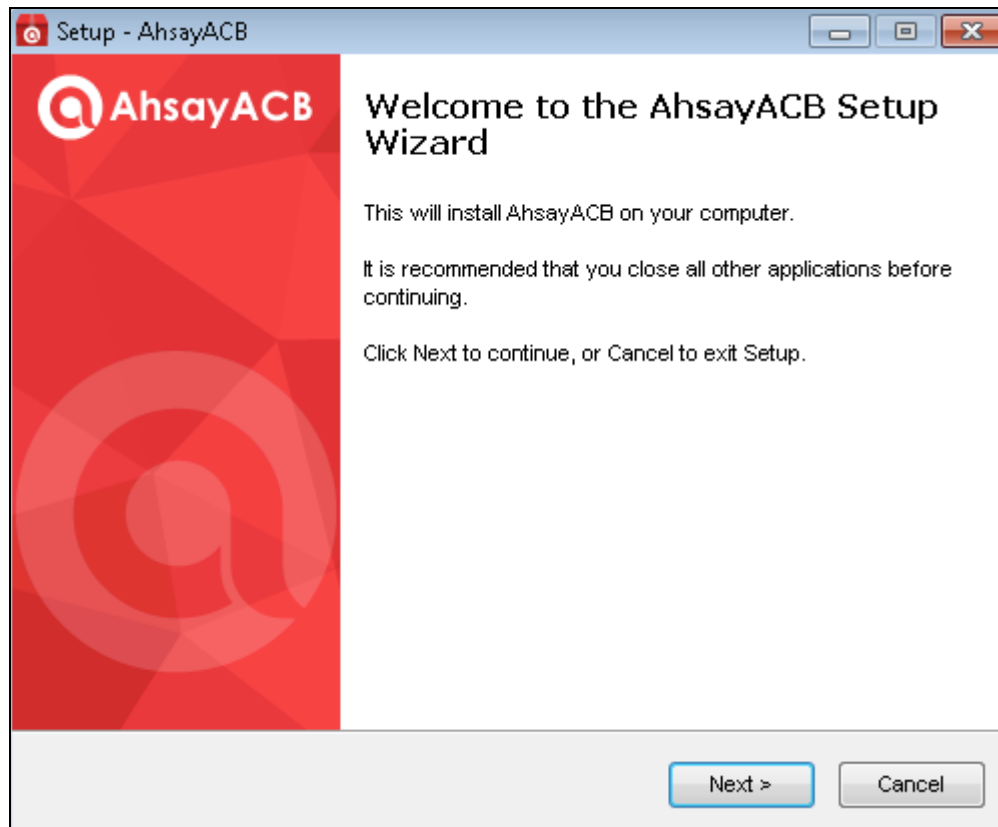 Setup - AhsayACB
AhsayACB
Welcome to the AhsayACB Setup
Wizard
This will install AhsayACB on your computer.
It is recommended that you close all other applications before
continuing.
Click Next to continue, or Cancel to exit Setup.
Next >
Cancel